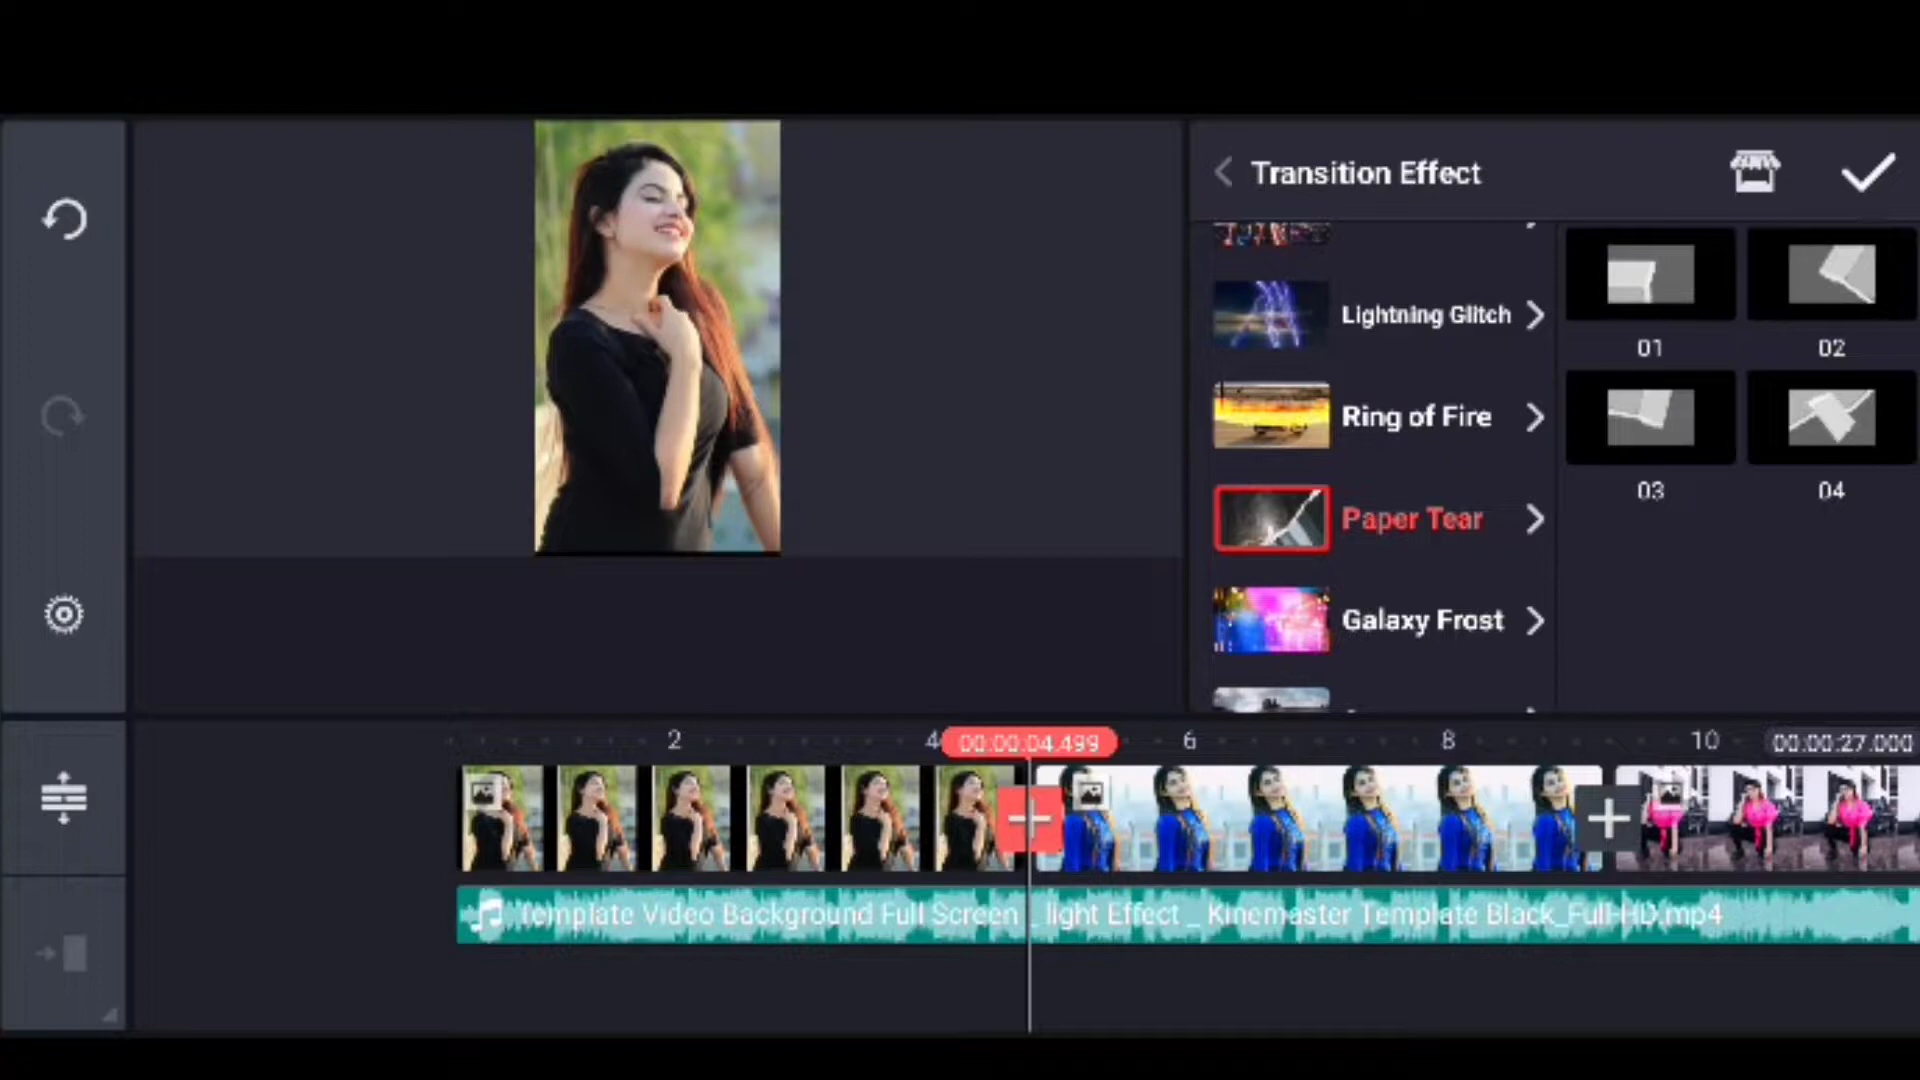 Transition Effect
Lightning Glitch
Ring of Fire
Paper Tear
Galaxy Frost
01
02
03
04
2
4
00:00:04.499
6
8
10
00:00:27.000
Template Video Background Full Screen _ light Effect _ Kinemaster Template Black_Full-HD.mp4